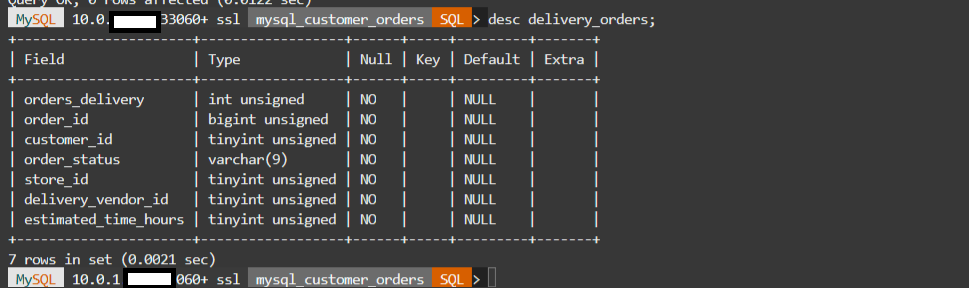 Query OK, 0 rows affected (0.0122 sec)
MySQL 10.0. 33060+ ssl mysql_customer_orders SQL > desc delivery_orders;
+---------------------+------------------+------+-----+---------+-------+
| Field | Type | Null | Key | Default | Extra |
+---------------------+------------------+------+-----+---------+-------+
| orders_delivery | int unsigned | NO | | NULL | |
| order_id | bigint unsigned | NO | | NULL | |
| customer_id | tinyint unsigned | NO | | NULL | |
| order_status | varchar(9) | NO | | NULL | |
| store_id | tinyint unsigned | NO | | NULL | |
| delivery_vendor_id | tinyint unsigned | NO | | NULL | |
| estimated_time_hours | tinyint unsigned | NO | | NULL | |
+---------------------+------------------+------+-----+---------+-------+
7 rows in set (0.0021 sec)
MySQL 10.0.1 060+ ssl mysql_customer_orders SQL >